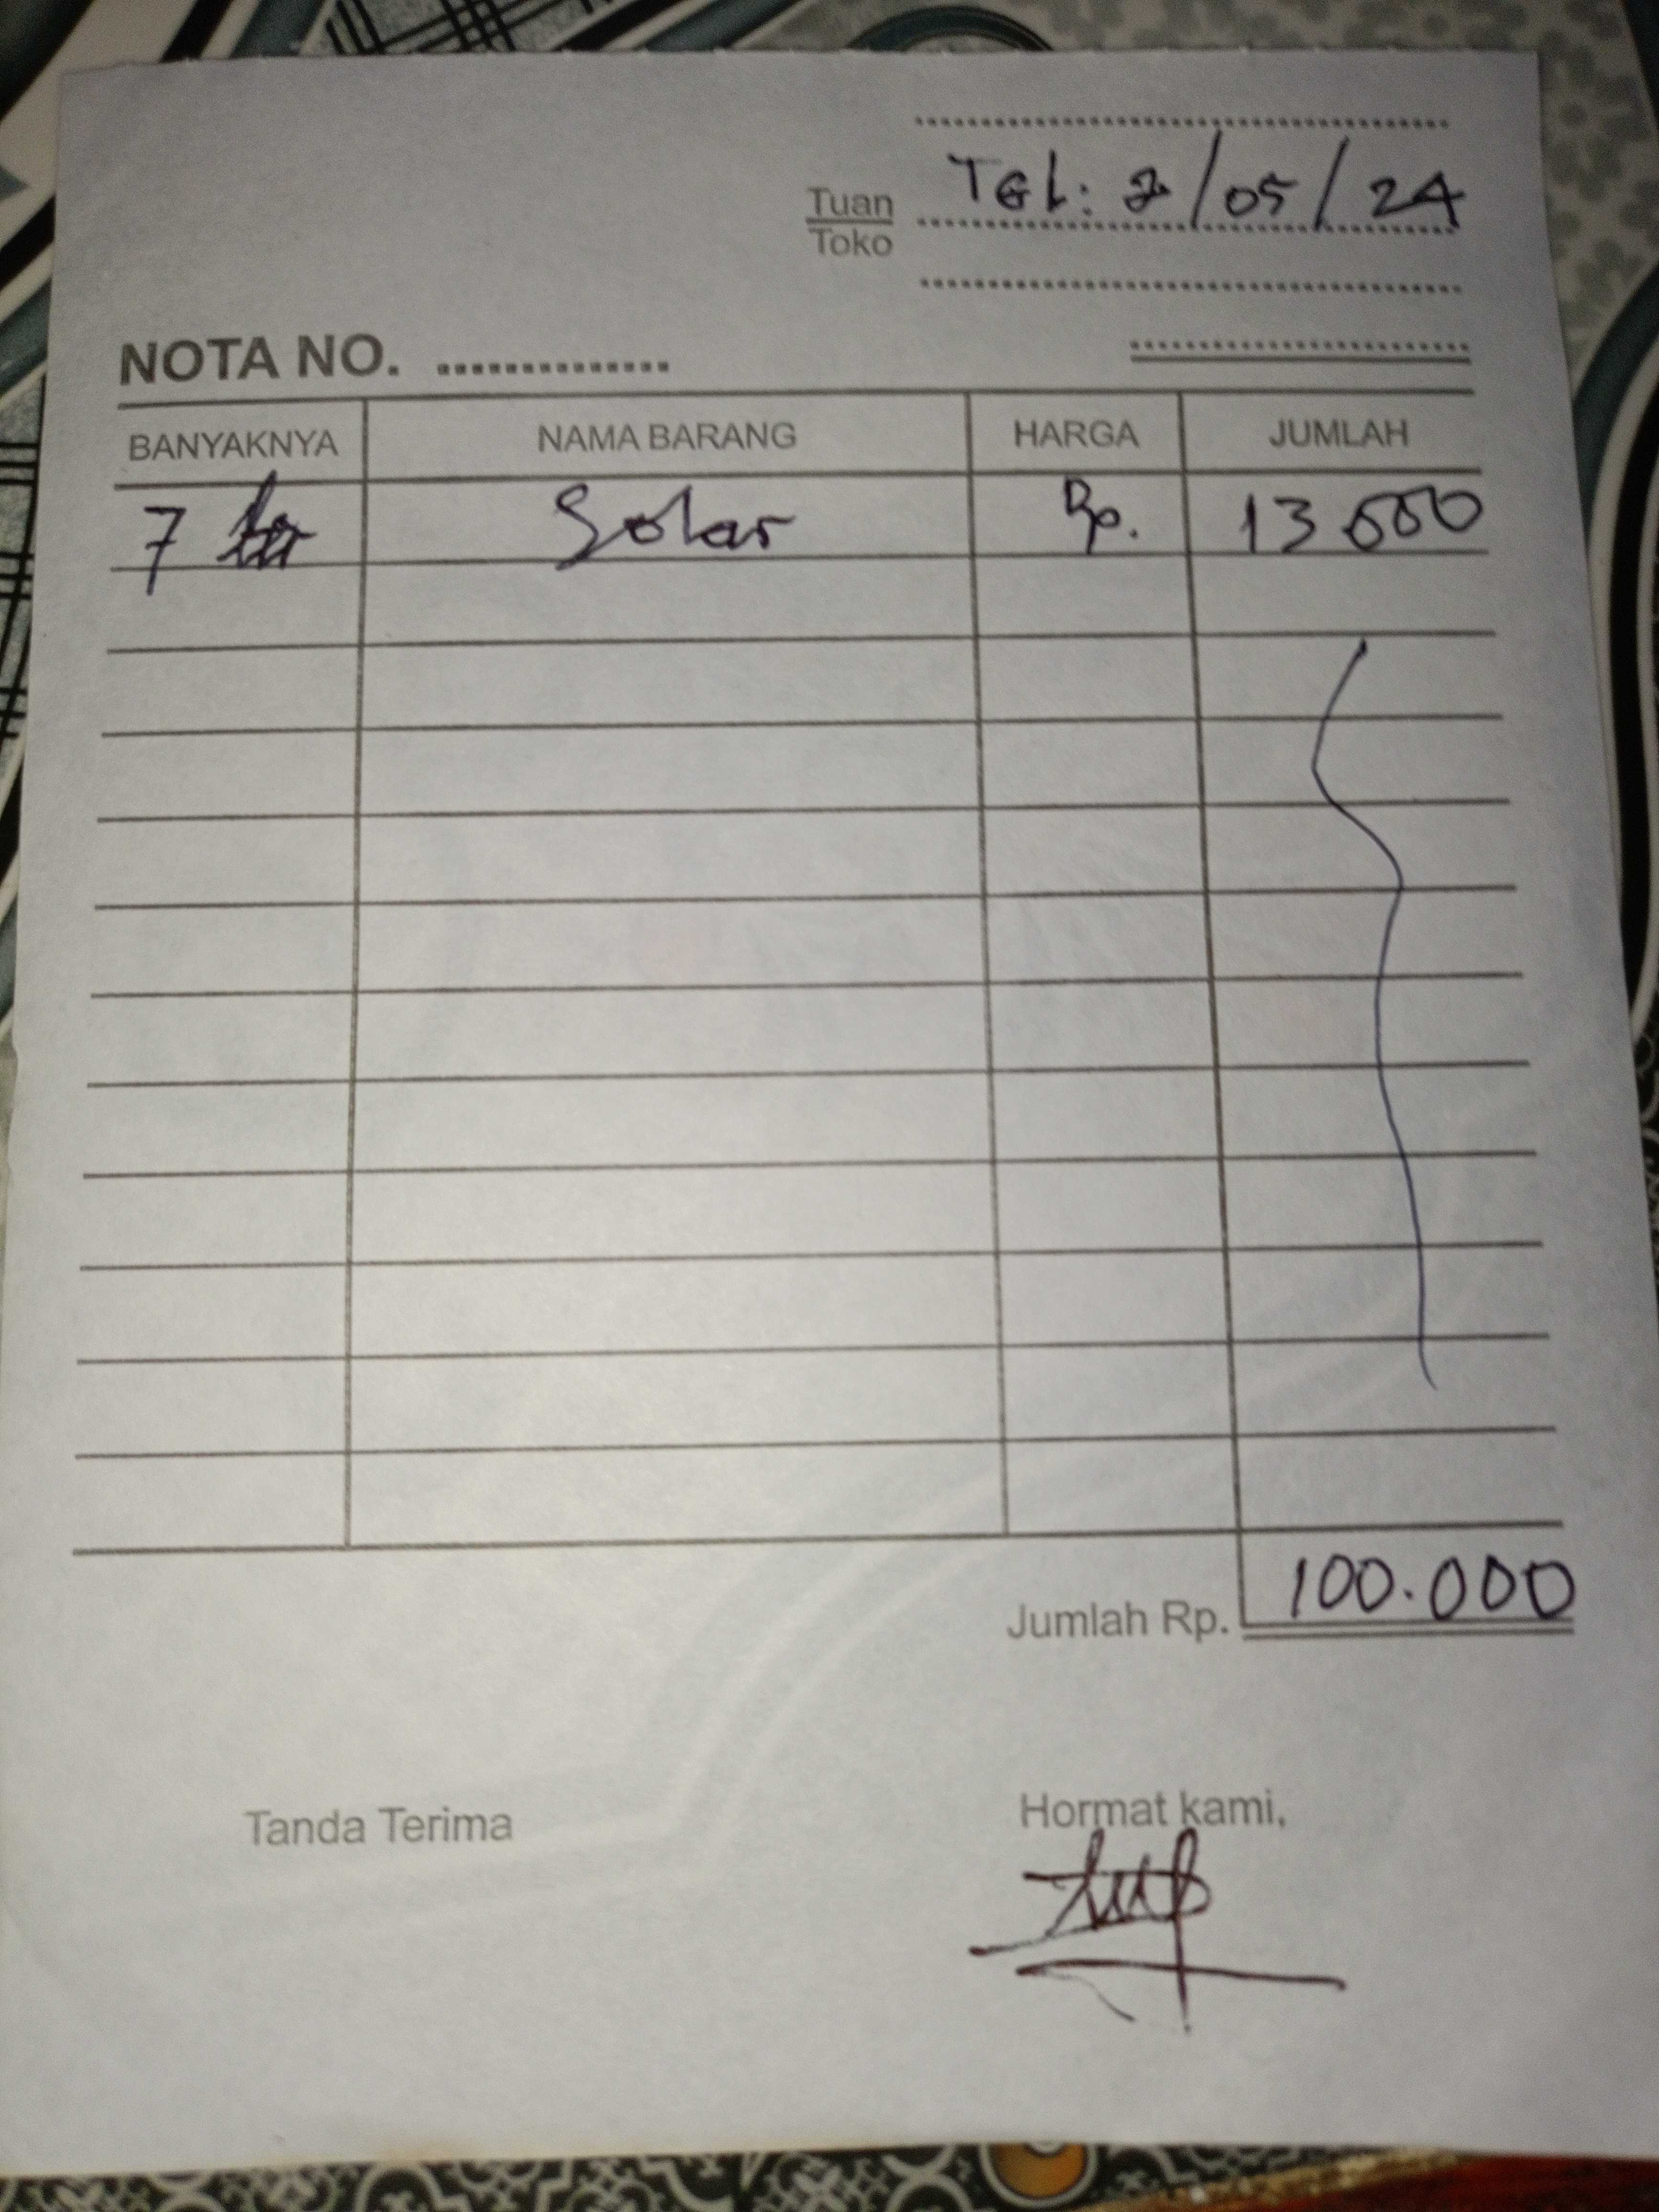 Tgl: 2/05/24
Tuan
Toko
NOTA NO. ..............
BANYAKNYA NAMA BARANG HARGA JUMLAH
7 ltr Solar Rp. 13 000
Jumlah Rp. 100.000
Tanda Terima Hormat kami,